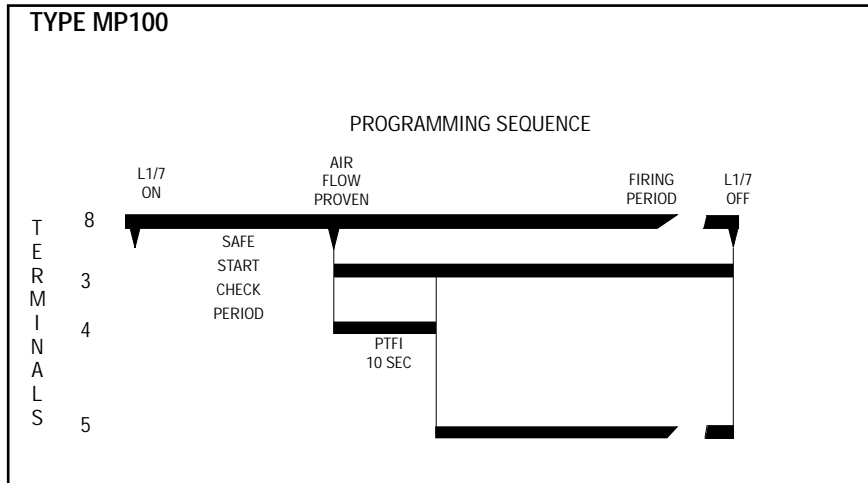 TYPE MP100
PROGRAMMING SEQUENCE
L1/7
ON
AIR
FLOW
PROVEN
FIRING
PERIOD
L1/7
OFF
TERMINALS
8
SAFE
START
CHECK
PERIOD
3
4
PTFI
10 SEC
5